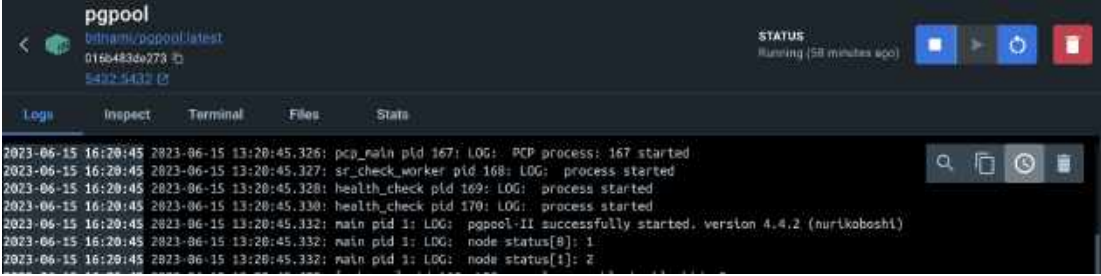 pgpool
bitnami/pgpool:latest
016b483de273
5432:5432
STATUS
Running (58 minutes ago)
Logs Inspect Terminal Files Stats
2023-06-15 16:20:45 2023-06-15 13:20:45.326: pcp_main pid 167: LOG: PCP process: 167 started
2023-06-15 16:20:45 2023-06-15 13:20:45.327: sr_check_worker pid 168: LOG: process started
2023-06-15 16:20:45 2023-06-15 13:20:45.328: health_check pid 169: LOG: process started
2023-06-15 16:20:45 2023-06-15 13:20:45.330: health_check pid 170: LOG: process started
2023-06-15 16:20:45 2023-06-15 13:20:45.332: main pid 1: LOG: pgpool-II successfully started. version 4.4.2 (nurikoboshi)
2023-06-15 16:20:45 2023-06-15 13:20:45.332: main pid 1: LOG: node status[0]: 1
2023-06-15 16:20:45 2023-06-15 13:20:45.332: main pid 1: LOG: node status[1]: 2